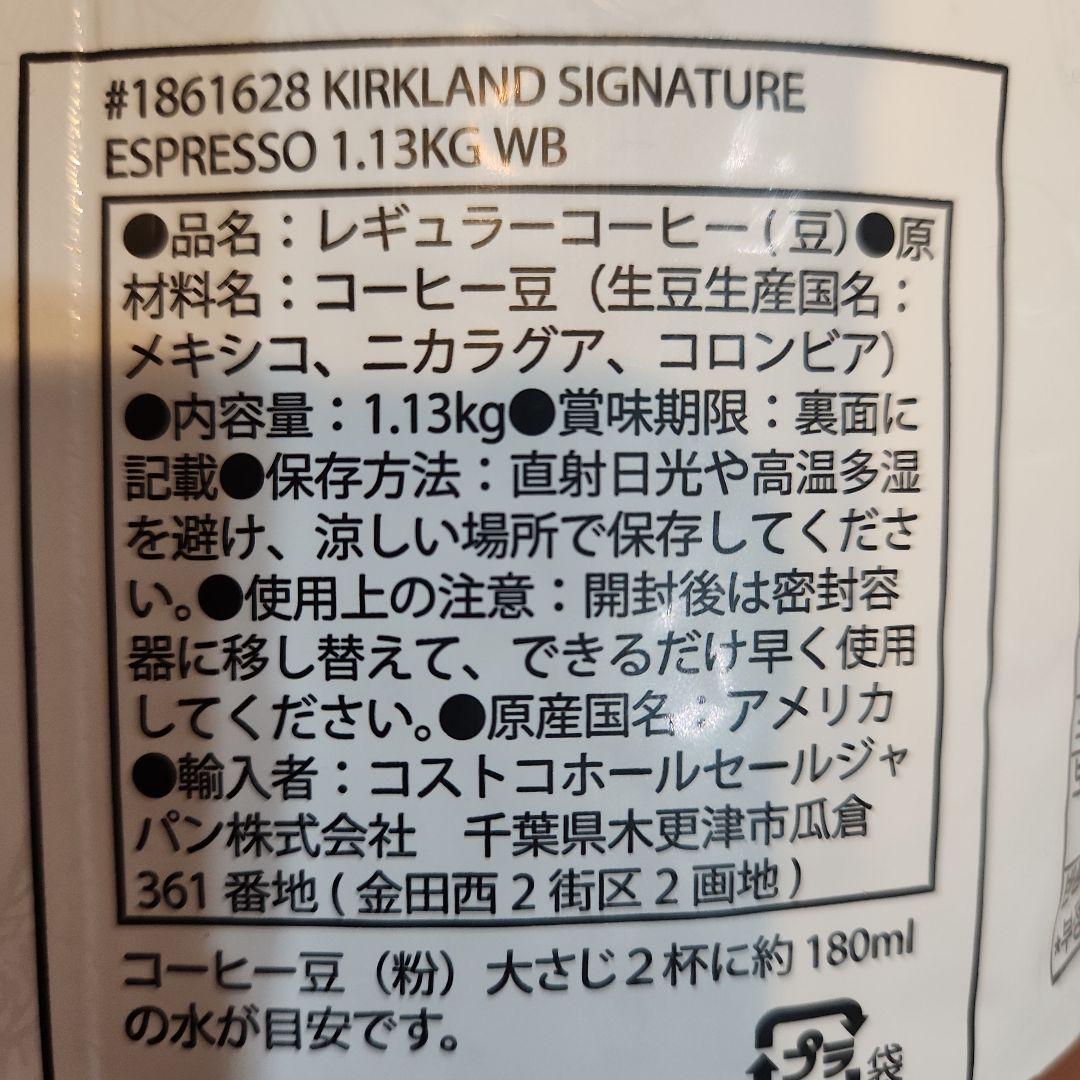 #1861628 KIRKLAND SIGNATURE
ESPRESSO 1.13KG WB
●品名：レギュラーコーヒー(豆)●原
材料名：コーヒー豆（生豆生産国名：
メキシコ、ニカラグア、コロンビア）
●内容量：1.13kg●賞味期限：裏面に
記載●保存方法：直射日光や高温多湿
を避け、涼しい場所で保存してくださ
い。●使用上の注意：開封後は密封容
器に移し替えて、できるだけ早く使用
してください。●原産国名：アメリカ
●輸入者：コストコホールセールジャ
パン株式会社　千葉県木更津市瓜倉
361 番地 ( 金田西 2 街区 2 画地 )
コーヒー豆（粉）大さじ２杯に約 180ml
の水が目安です。
プラ 袋